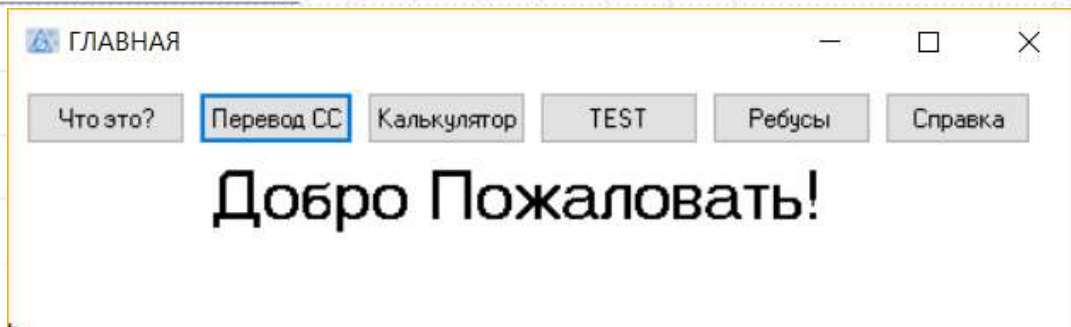 ГЛАВНАЯ
Что это? Перевод СС Калькулятор TEST Ребусы Справка
Добро Пожаловать!